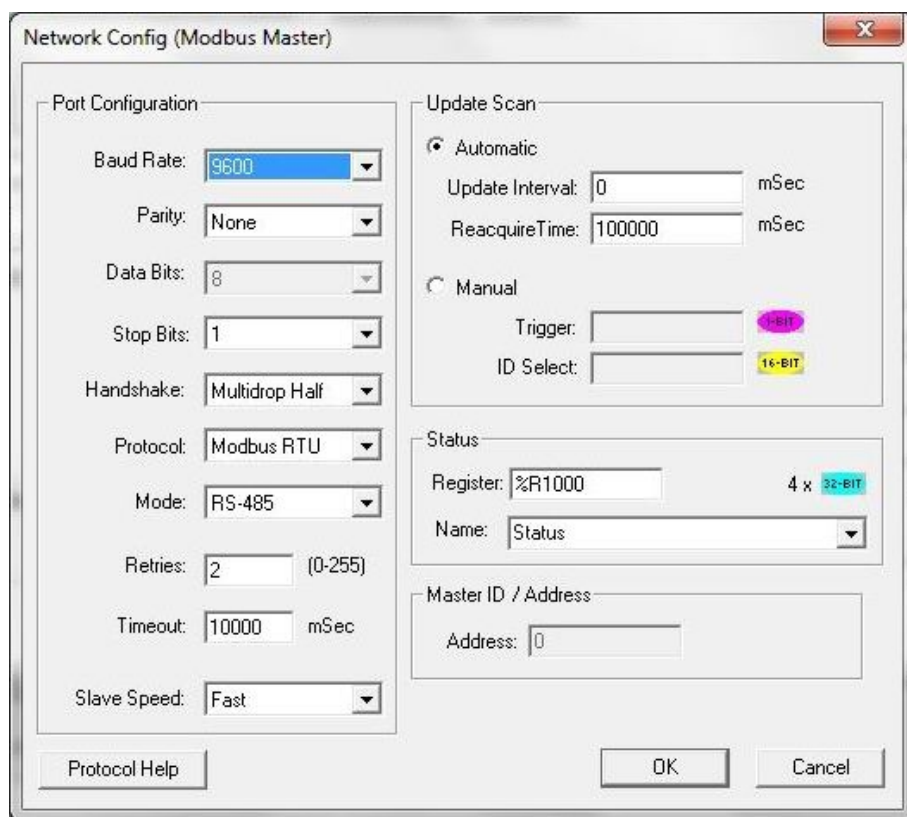 Network Config (Modbus Master)
Port Configuration
Baud Rate: 9600
Parity: None
Data Bits: 8
Stop Bits: 1
Handshake: Multidrop Half
Protocol: Modbus RTU
Mode: RS-485
Retries: 2 (0-255)
Timeout: 10000 mSec
Slave Speed: Fast
Protocol Help
Update Scan
Automatic
Update Interval: 0 mSec
ReacquireTime: 100000 mSec
Manual
Trigger: 1-BIT
ID Select: 16-BIT
Status
Register: %R1000 4 x 32-BIT
Name: Status
Master ID / Address
Address: 0
OK Cancel